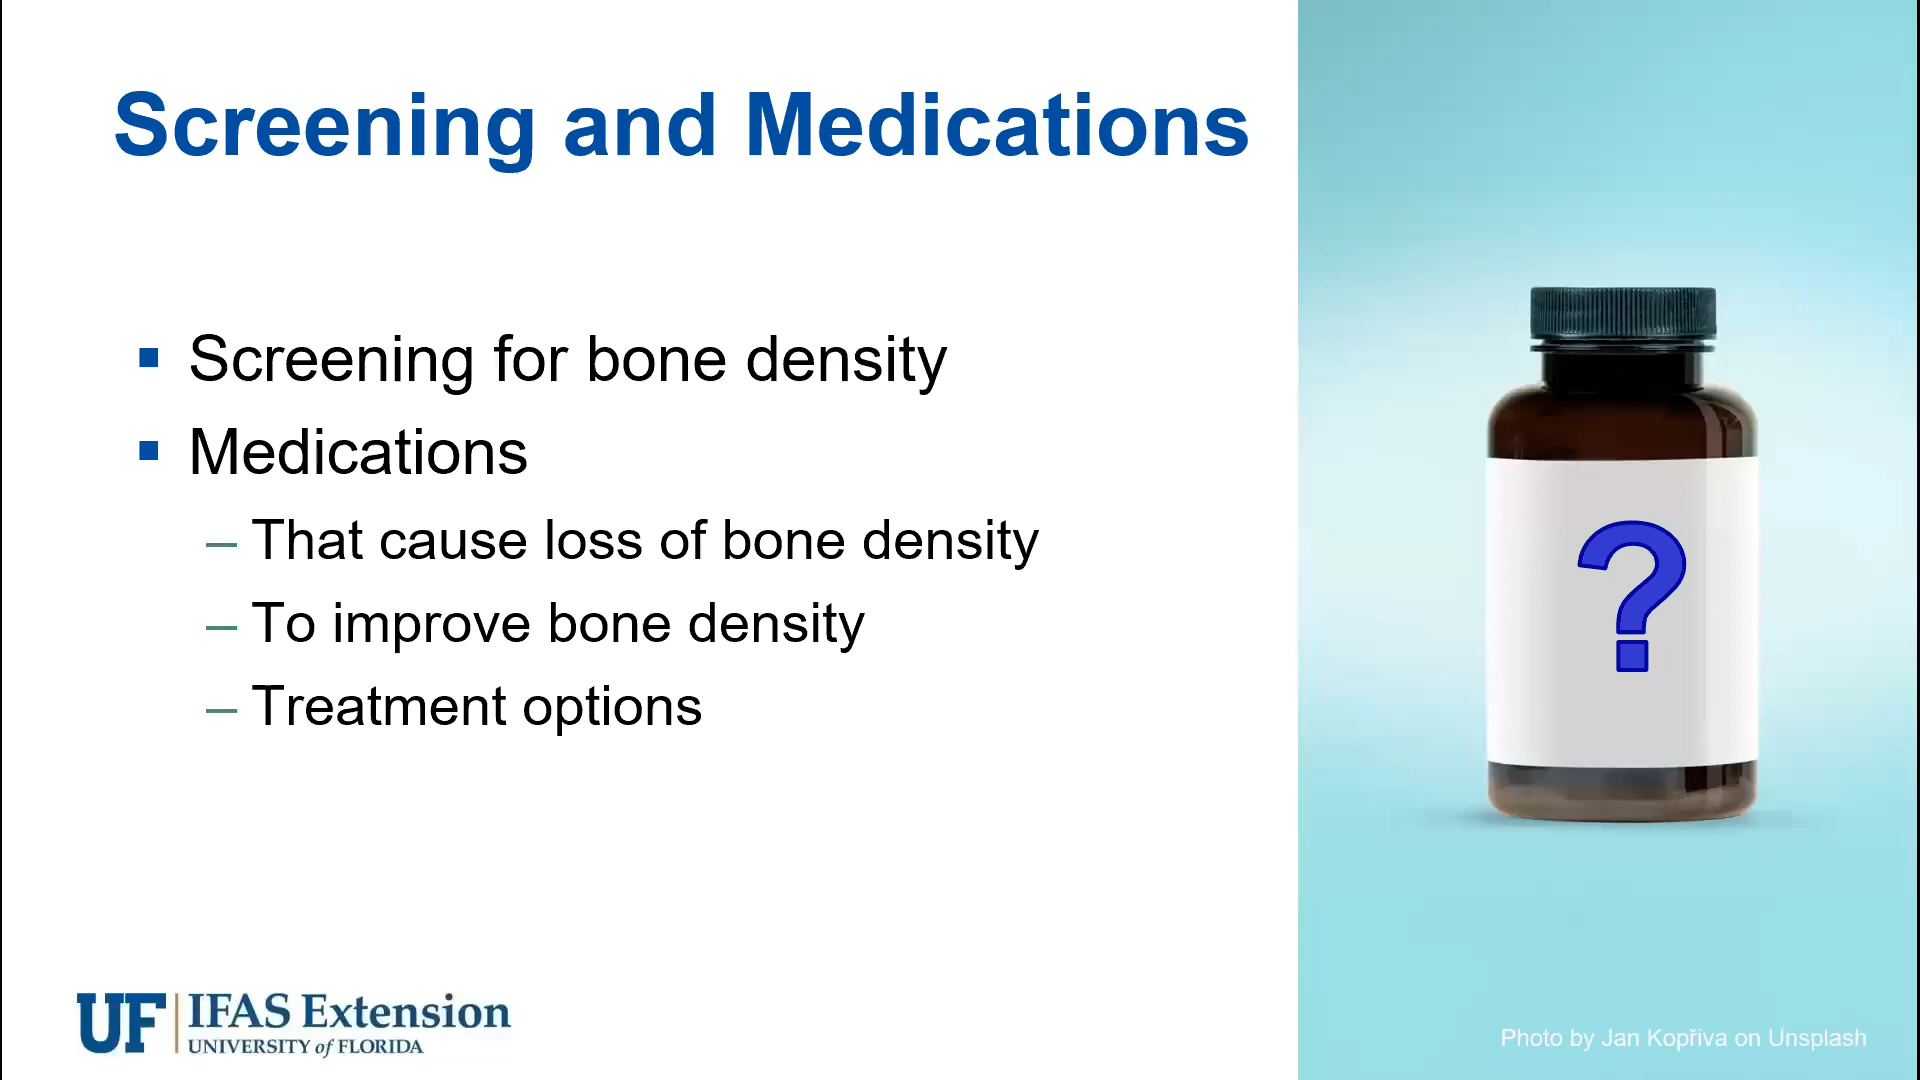 Screening and Medications
▪ Screening for bone density
▪ Medications
– That cause loss of bone density
– To improve bone density
– Treatment options
?
UF IFAS Extension
UNIVERSITY of FLORIDA
Photo by Jan Kopřiva on Unsplash